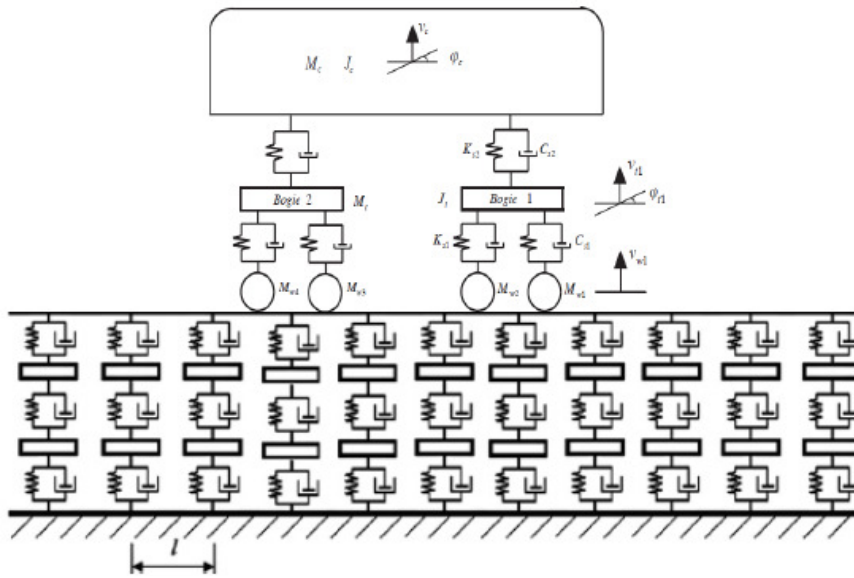 v_c
M_c J_c φ_c
K_s2 C_s2
v_t1
Bogie 2 M_t J_t Bogie 1 φ_t1
K_s1 C_s1
v_w1
M_w4 M_w3 M_w2 M_w1
l